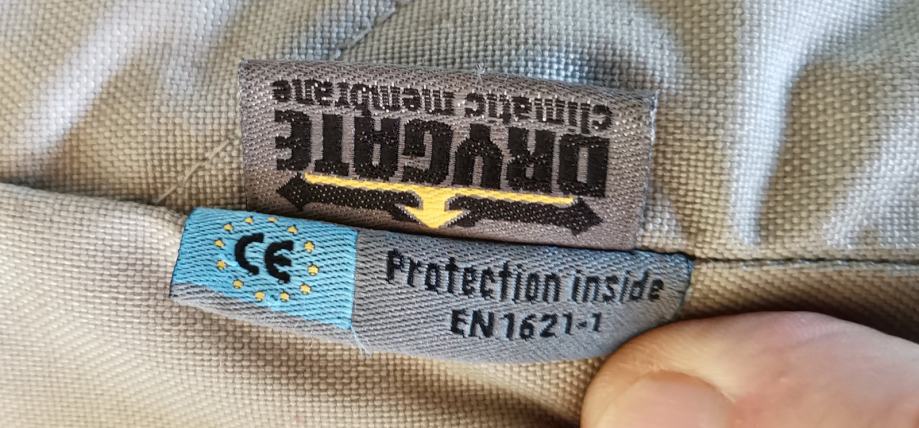 DRYGATE
climatic membrane
CE
Protection inside
EN 1621-1